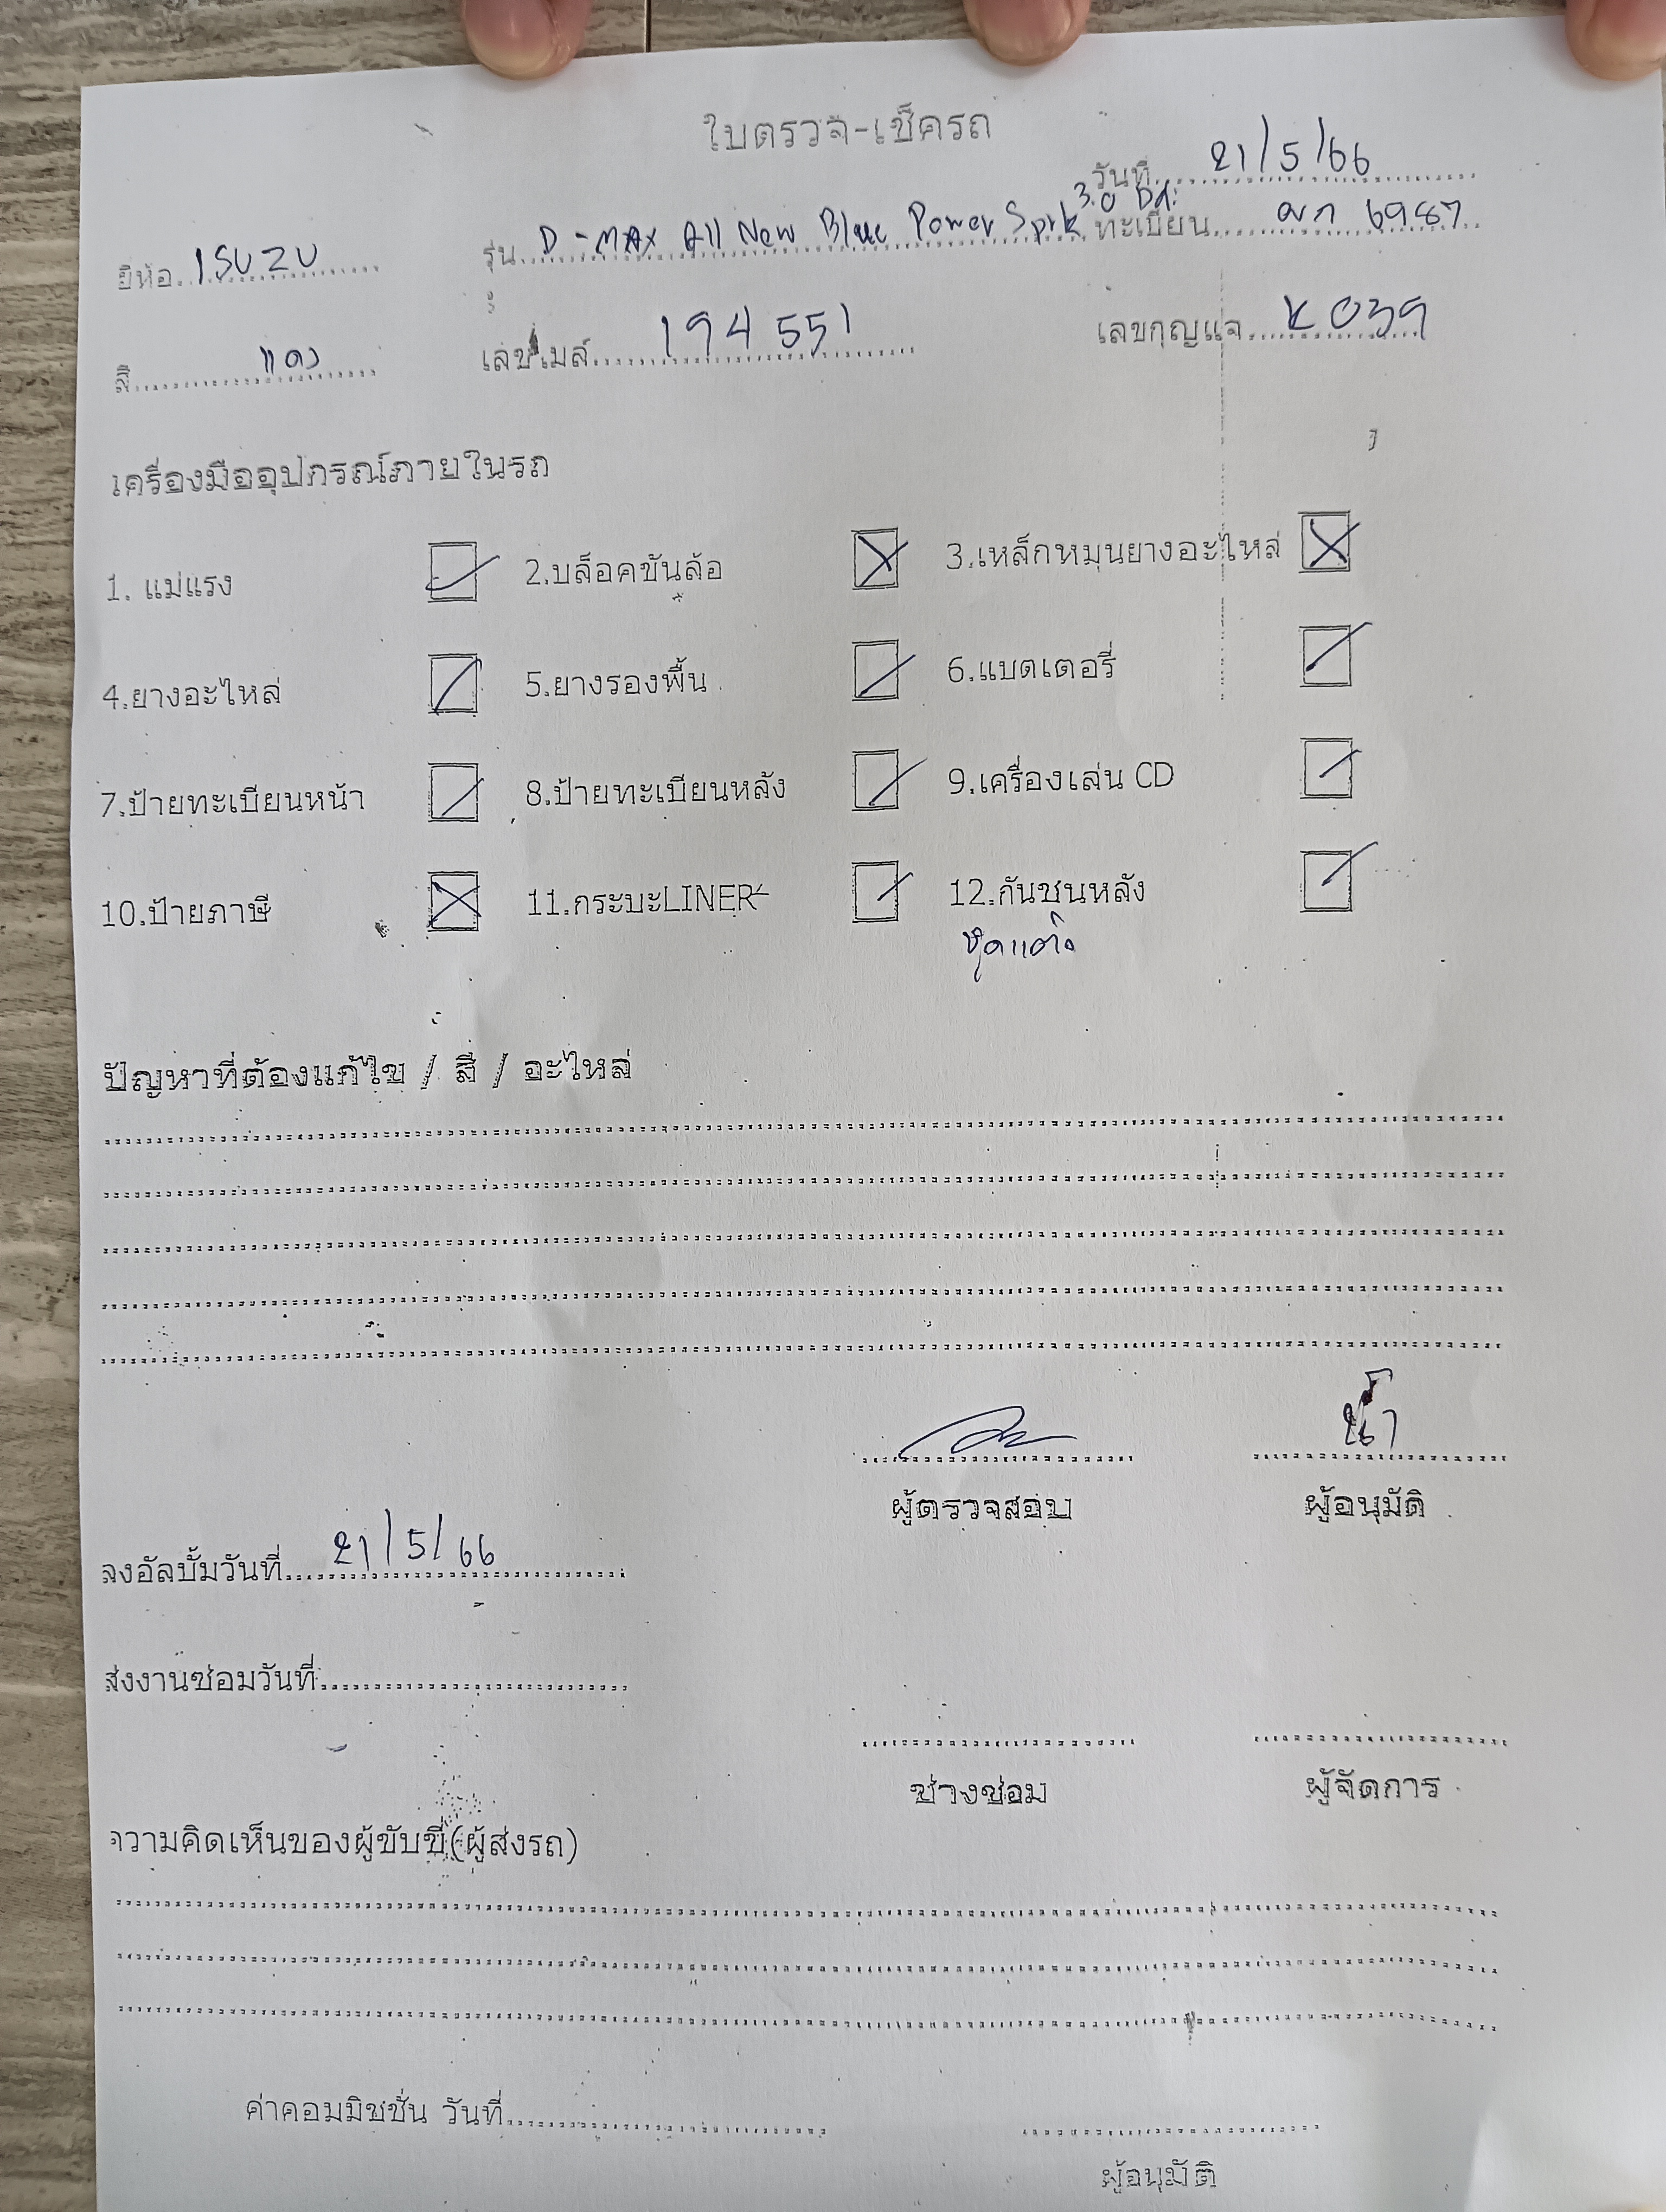 ใบตรวจ-เช็ครถ
วันที่ 21/5/66
ยี่ห้อ ISUZU รุ่น D-MAX All New Blue Power Spark 3.0 Dd: ทะเบียน ผก 6987
สี แดง เลขไมล์ 194551 เลขกุญแจ K039
เครื่องมืออุปกรณ์ภายในรถ
1. แม่แรง 2.บล็อคขันล้อ 3.เหล็กหมุนยางอะไหล่
4.ยางอะไหล่ 5.ยางรองพื้น 6.แบตเตอรี่
7.ป้ายทะเบียนหน้า 8.ป้ายทะเบียนหลัง 9.เครื่องเล่น CD
10.ป้ายภาษี 11.กระบะLINER 12.กันชนหลัง
ชุดแต่ง
ปัญหาที่ต้องแก้ไข / สี / อะไหล่
ผู้ตรวจสอบ ผู้อนุมัติ
ลงอัลบั้มวันที่ 21/5/66
ส่งงานซ่อมวันที่
ช่างซ่อม ผู้จัดการ
ความคิดเห็นของผู้ขับขี่(ผู้ส่งรถ)
ค่าคอมมิชชั่น วันที่
ผู้อนุมัติ